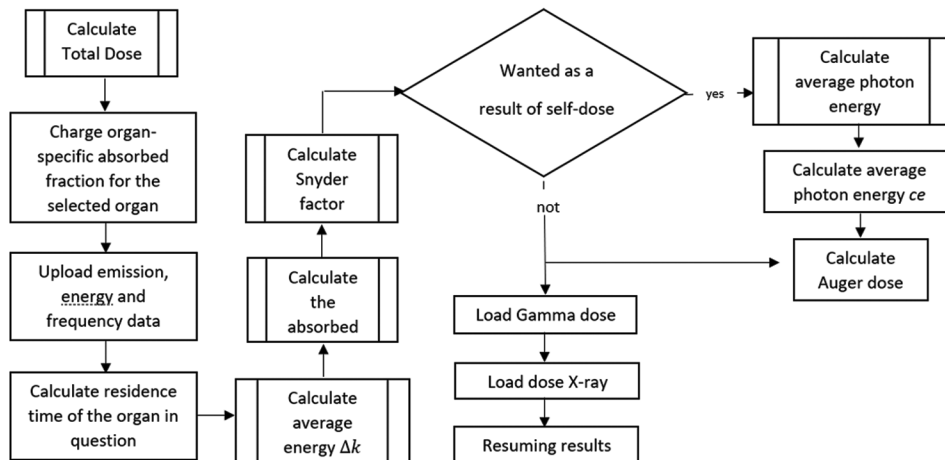 Calculate
Total Dose
Charge organ-
specific absorbed
fraction for the
selected organ
Upload emission,
energy and
frequency data
Calculate residence
time of the organ in
question
Calculate
average
energy Δk
Calculate
the
absorbed
Calculate
Snyder
factor
Wanted as a
result of self-dose
yes
not
Calculate
average photon
energy
Calculate average
photon energy ce
Calculate
Auger dose
Load Gamma dose
Load dose X-ray
Resuming results